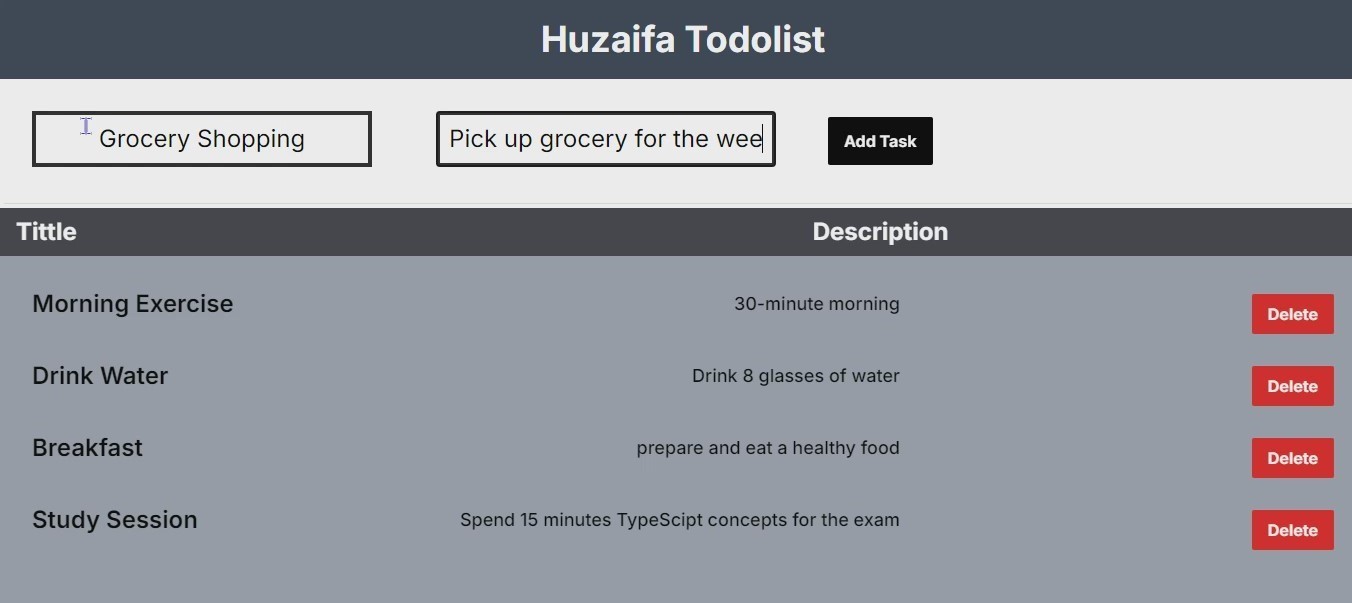 Huzaifa Todolist
Grocery Shopping
Pick up grocery for the wee
Add Task
Tittle Description
Morning Exercise 30-minute morning Delete
Drink Water Drink 8 glasses of water Delete
Breakfast prepare and eat a healthy food Delete
Study Session Spend 15 minutes TypeScipt concepts for the exam Delete